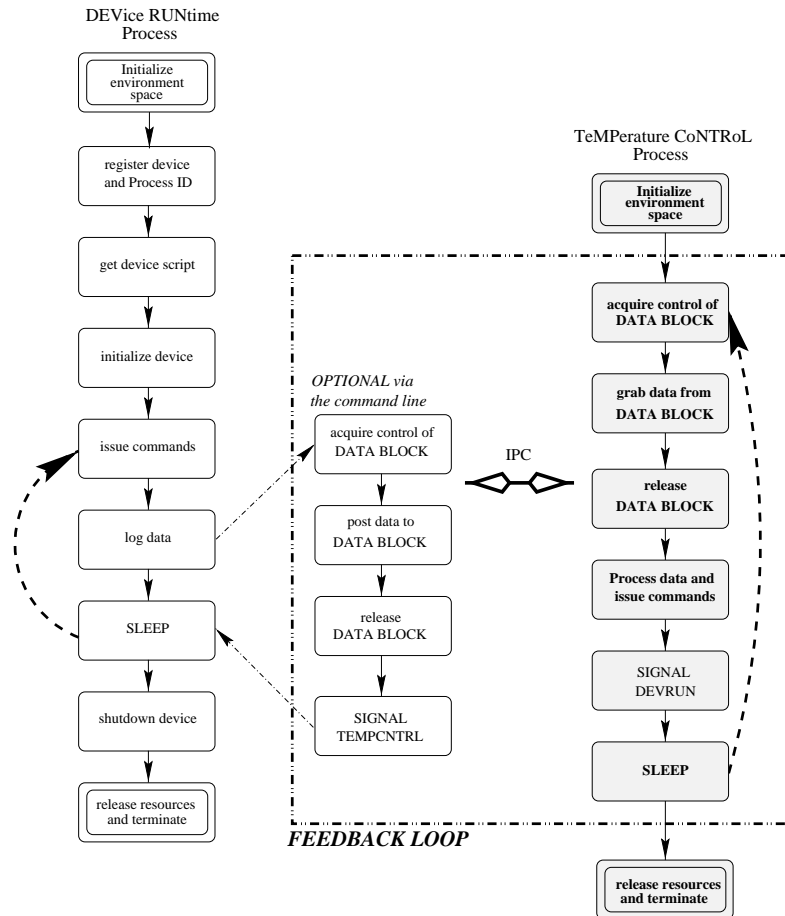 DEVice RUNtime
Process
Initialize
environment
space
register device
and Process ID
get device script
initialize device
issue commands
log data
SLEEP
shutdown device
release resources
and terminate
OPTIONAL via
the command line
acquire control of
DATA BLOCK
post data to
DATA BLOCK
release
DATA BLOCK
SIGNAL
TEMPCNTRL
IPC
TeMPerature CoNTRoL
Process
Initialize
environment
space
acquire control of
DATA BLOCK
grab data from
DATA BLOCK
release
DATA BLOCK
Process data and
issue commands
SIGNAL
DEVRUN
SLEEP
FEEDBACK LOOP
release resources
and terminate